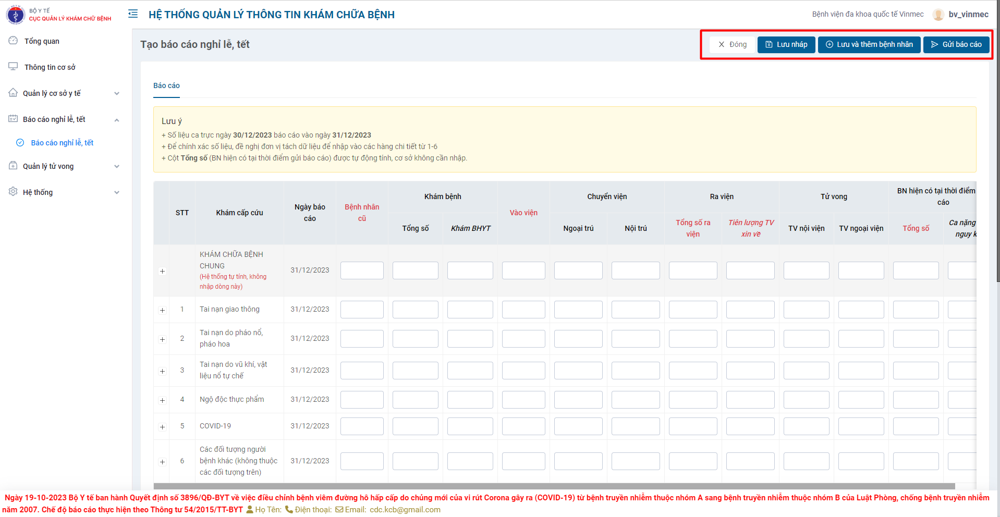 BỘ Y TẾ
CỤC QUẢN LÝ KHÁM CHỮ BỆNH
HỆ THỐNG QUẢN LÝ THÔNG TIN KHÁM CHỮA BỆNH
Bệnh viện đa khoa quốc tế Vinmec
bv_vinmec
Tổng quan
Thông tin cơ sở
Quản lý cơ sở y tế
Báo cáo nghỉ lễ, tết
Báo cáo nghỉ lễ, tết
Quản lý tử vong
Hệ thống
Tạo báo cáo nghỉ lễ, tết
Đóng
Lưu nháp
Lưu và thêm bệnh nhân
Gửi báo cáo
Báo cáo
Lưu ý
+ Số liệu ca trực ngày 30/12/2023 báo cáo vào ngày 31/12/2023
+ Để chính xác số liệu, đề nghị đơn vị tách dữ liệu để nhập vào các hàng chi tiết từ 1-6
+ Cột Tổng số (BN hiện có tại thời điểm gửi báo cáo) được tự động tính, cơ sở không cần nhập.
STT
Khám cấp cứu
Ngày báo
cáo
Bệnh nhân
cũ
Khám bệnh
Tổng số
Khám BHYT
Vào viện
Chuyển viện
Ngoại trú
Nội trú
Ra viện
Tổng số ra
viện
Tiên lượng TV
xin về
Tử vong
TV nội viện
TV ngoại viện
BN hiện có tại thời điểm
cáo
Tổng số
Ca nặng
nguy k
KHÁM CHỮA BỆNH
CHUNG
(Hệ thống tự tính, không
nhập dòng này)
31/12/2023
1
Tai nạn giao thông
31/12/2023
2
Tai nạn do pháo nổ,
pháo hoa
31/12/2023
3
Tai nạn do vũ khí, vật
liệu nổ tự chế
31/12/2023
4
Ngộ độc thực phẩm
31/12/2023
5
COVID-19
31/12/2023
6
Các đối tượng người
bệnh khác (không thuộc
các đối tượng trên)
31/12/2023
Ngày 19-10-2023 Bộ Y tế ban hành Quyết định số 3896/QĐ-BYT về việc điều chỉnh bệnh viêm đường hô hấp cấp do chủng mới của vi rút Corona gây ra (COVID-19) từ bệnh truyền nhiễm thuộc nhóm A sang bệnh truyền nhiễm thuộc nhóm B của Luật Phòng, chống bệnh truyền nhiễm
năm 2007. Chế độ báo cáo thực hiện theo Thông tư 54/2015/TT-BYT Họ Tên: Điện thoại: Email: cdc.kcb@gmail.com